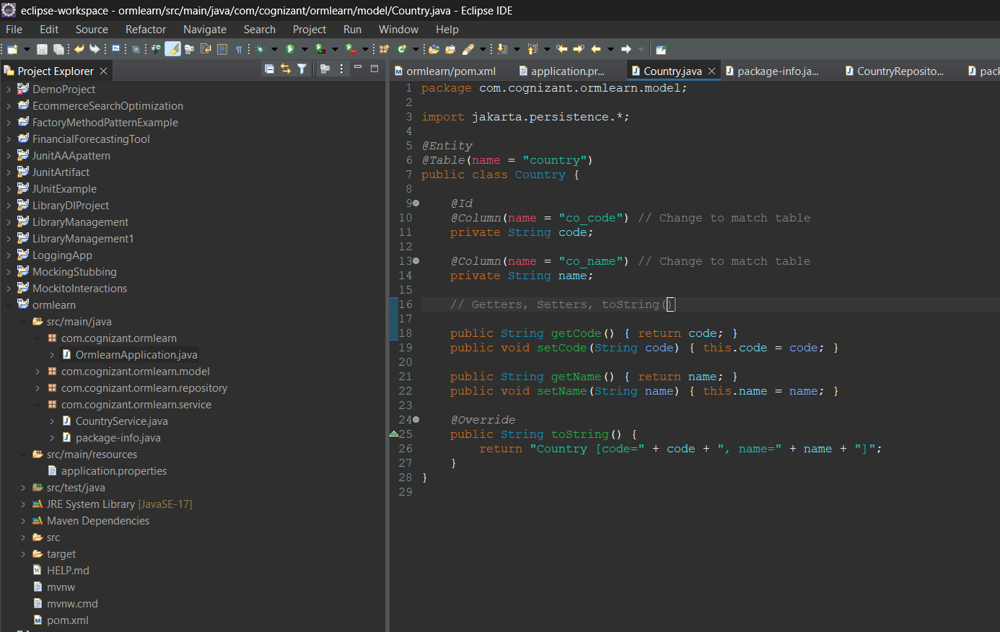 eclipse-workspace - ormlearn/src/main/java/com/cognizant/ormlearn/model/Country.java - Eclipse IDE
File Edit Source Refactor Navigate Search Project Run Window Help
Project Explorer
DemoProject
EcommerceSearchOptimization
FactoryMethodPatternExample
FinancialForecastingTool
JunitAAApattern
JunitArtifact
JUnitExample
LibraryDIProject
LibraryManagement
LibraryManagement1
LoggingApp
MockingStubbing
MockitoInteractions
ormlearn
src/main/java
com.cognizant.ormlearn
OrmlearnApplication.java
com.cognizant.ormlearn.model
com.cognizant.ormlearn.repository
com.cognizant.ormlearn.service
CountryService.java
package-info.java
src/main/resources
application.properties
src/test/java
JRE System Library [JavaSE-17]
Maven Dependencies
src
target
HELP.md
mvnw
mvnw.cmd
pom.xml
ormlearn/pom.xml application.pr... Country.java package-info.ja... CountryReposito... pack
1 package com.cognizant.ormlearn.model;
2
3 import jakarta.persistence.*;
4
5 @Entity
6 @Table(name = "country")
7 public class Country {
8
9 @Id
10 @Column(name = "co_code") // Change to match table
11 private String code;
12
13 @Column(name = "co_name") // Change to match table
14 private String name;
15
16 // Getters, Setters, toString()
17
18 public String getCode() { return code; }
19 public void setCode(String code) { this.code = code; }
20
21 public String getName() { return name; }
22 public void setName(String name) { this.name = name; }
23
24 @Override
25 public String toString() {
26 return "Country [code=" + code + ", name=" + name + "]";
27 }
28 }
29